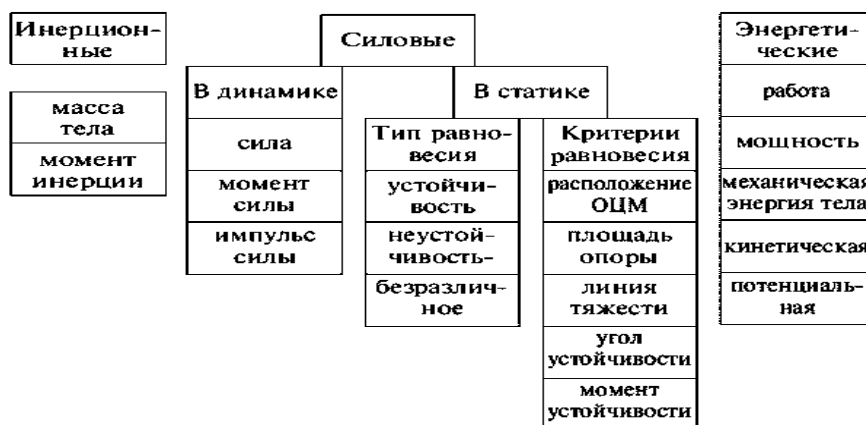 Инерцион-
ные
масса
тела
момент
инерции
Силовые
В динамике
сила
момент
силы
импульс
силы
В статике
Тип равно-
весия
устойчи-
вость
неустой-
чивость-
безразлич-
ное
Критерии
равновесия
расположение
ОЦМ
площадь
опоры
линия
тяжести
угол
устойчивости
момент
устойчивости
Энергети-
ческие
работа
мощность
механическая
энергия тела
кинетическая
потенциаль-
ная